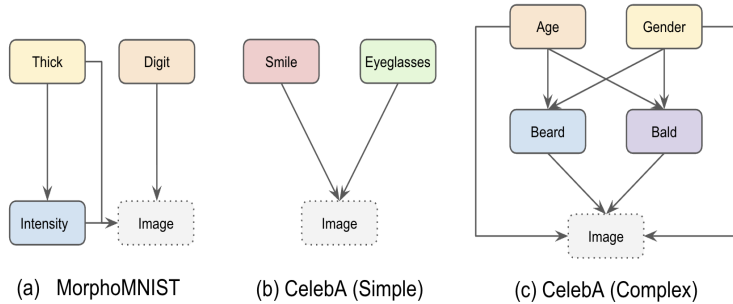 Thick
Digit
Intensity
Image
(a) MorphoMNIST
Smile
Eyeglasses
Image
(b) CelebA (Simple)
Age
Gender
Beard
Bald
Image
(c) CelebA (Complex)